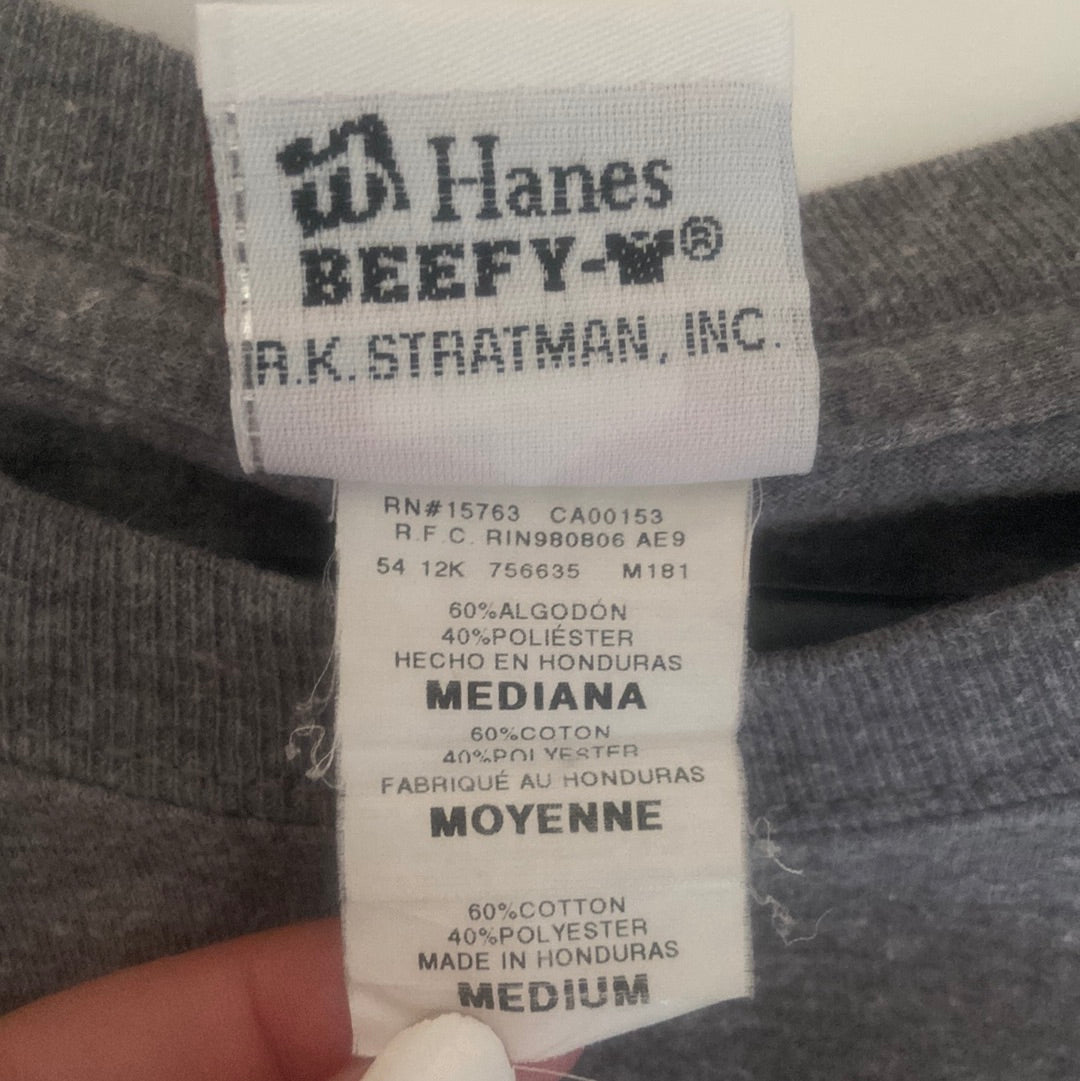 Hanes
BEEFY-T®
R.K. STRATMAN, INC.
RN#15763 CA00153
R.F.C. RIN980806 AE9
54 12K 756635 M181
60%ALGODÓN
40%POLIÉSTER
HECHO EN HONDURAS
MEDIANA
60%COTON
40%POLYESTER
FABRIQUÉ AU HONDURAS
MOYENNE
60%COTTON
40%POLYESTER
MADE IN HONDURAS
MEDIUM